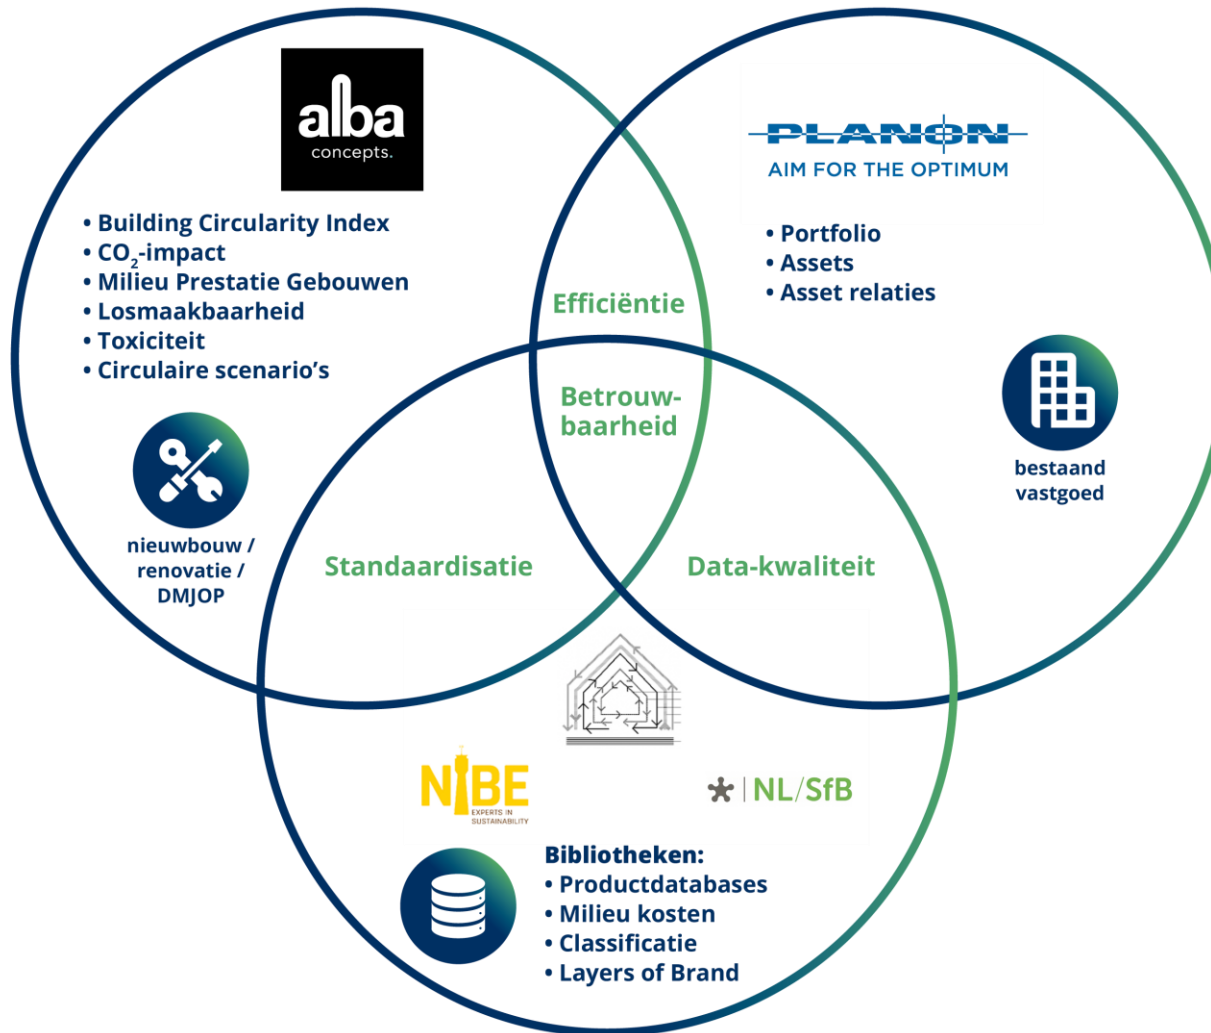 alba
concepts.
• Building Circularity Index
• CO₂-impact
• Milieu Prestatie Gebouwen
• Losmaakbaarheid
• Toxiciteit
• Circulaire scenario's
nieuwbouw /
renovatie /
DMJOP
PLANON
AIM FOR THE OPTIMUM
• Portfolio
• Assets
• Asset relaties
bestaand
vastgoed
Efficiëntie
Betrouw-
baarheid
Standaardisatie
Data-kwaliteit
NIBE
EXPERTS IN
SUSTAINABILITY
NL/SfB
Bibliotheken:
• Productdatabases
• Milieu kosten
• Classificatie
• Layers of Brand